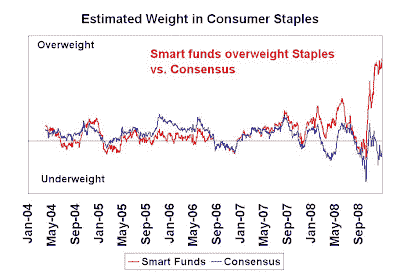 Estimated Weight in Consumer Staples
Overweight
Smart funds overweight Staples
vs. Consensus
Underweight
Jan-04
May-04
Sep-04
Jan-05
May-05
Sep-05
Jan-06
May-06
Sep-06
Jan-07
May-07
Sep-07
Jan-08
May-08
Sep-08
Smart Funds
Consensus